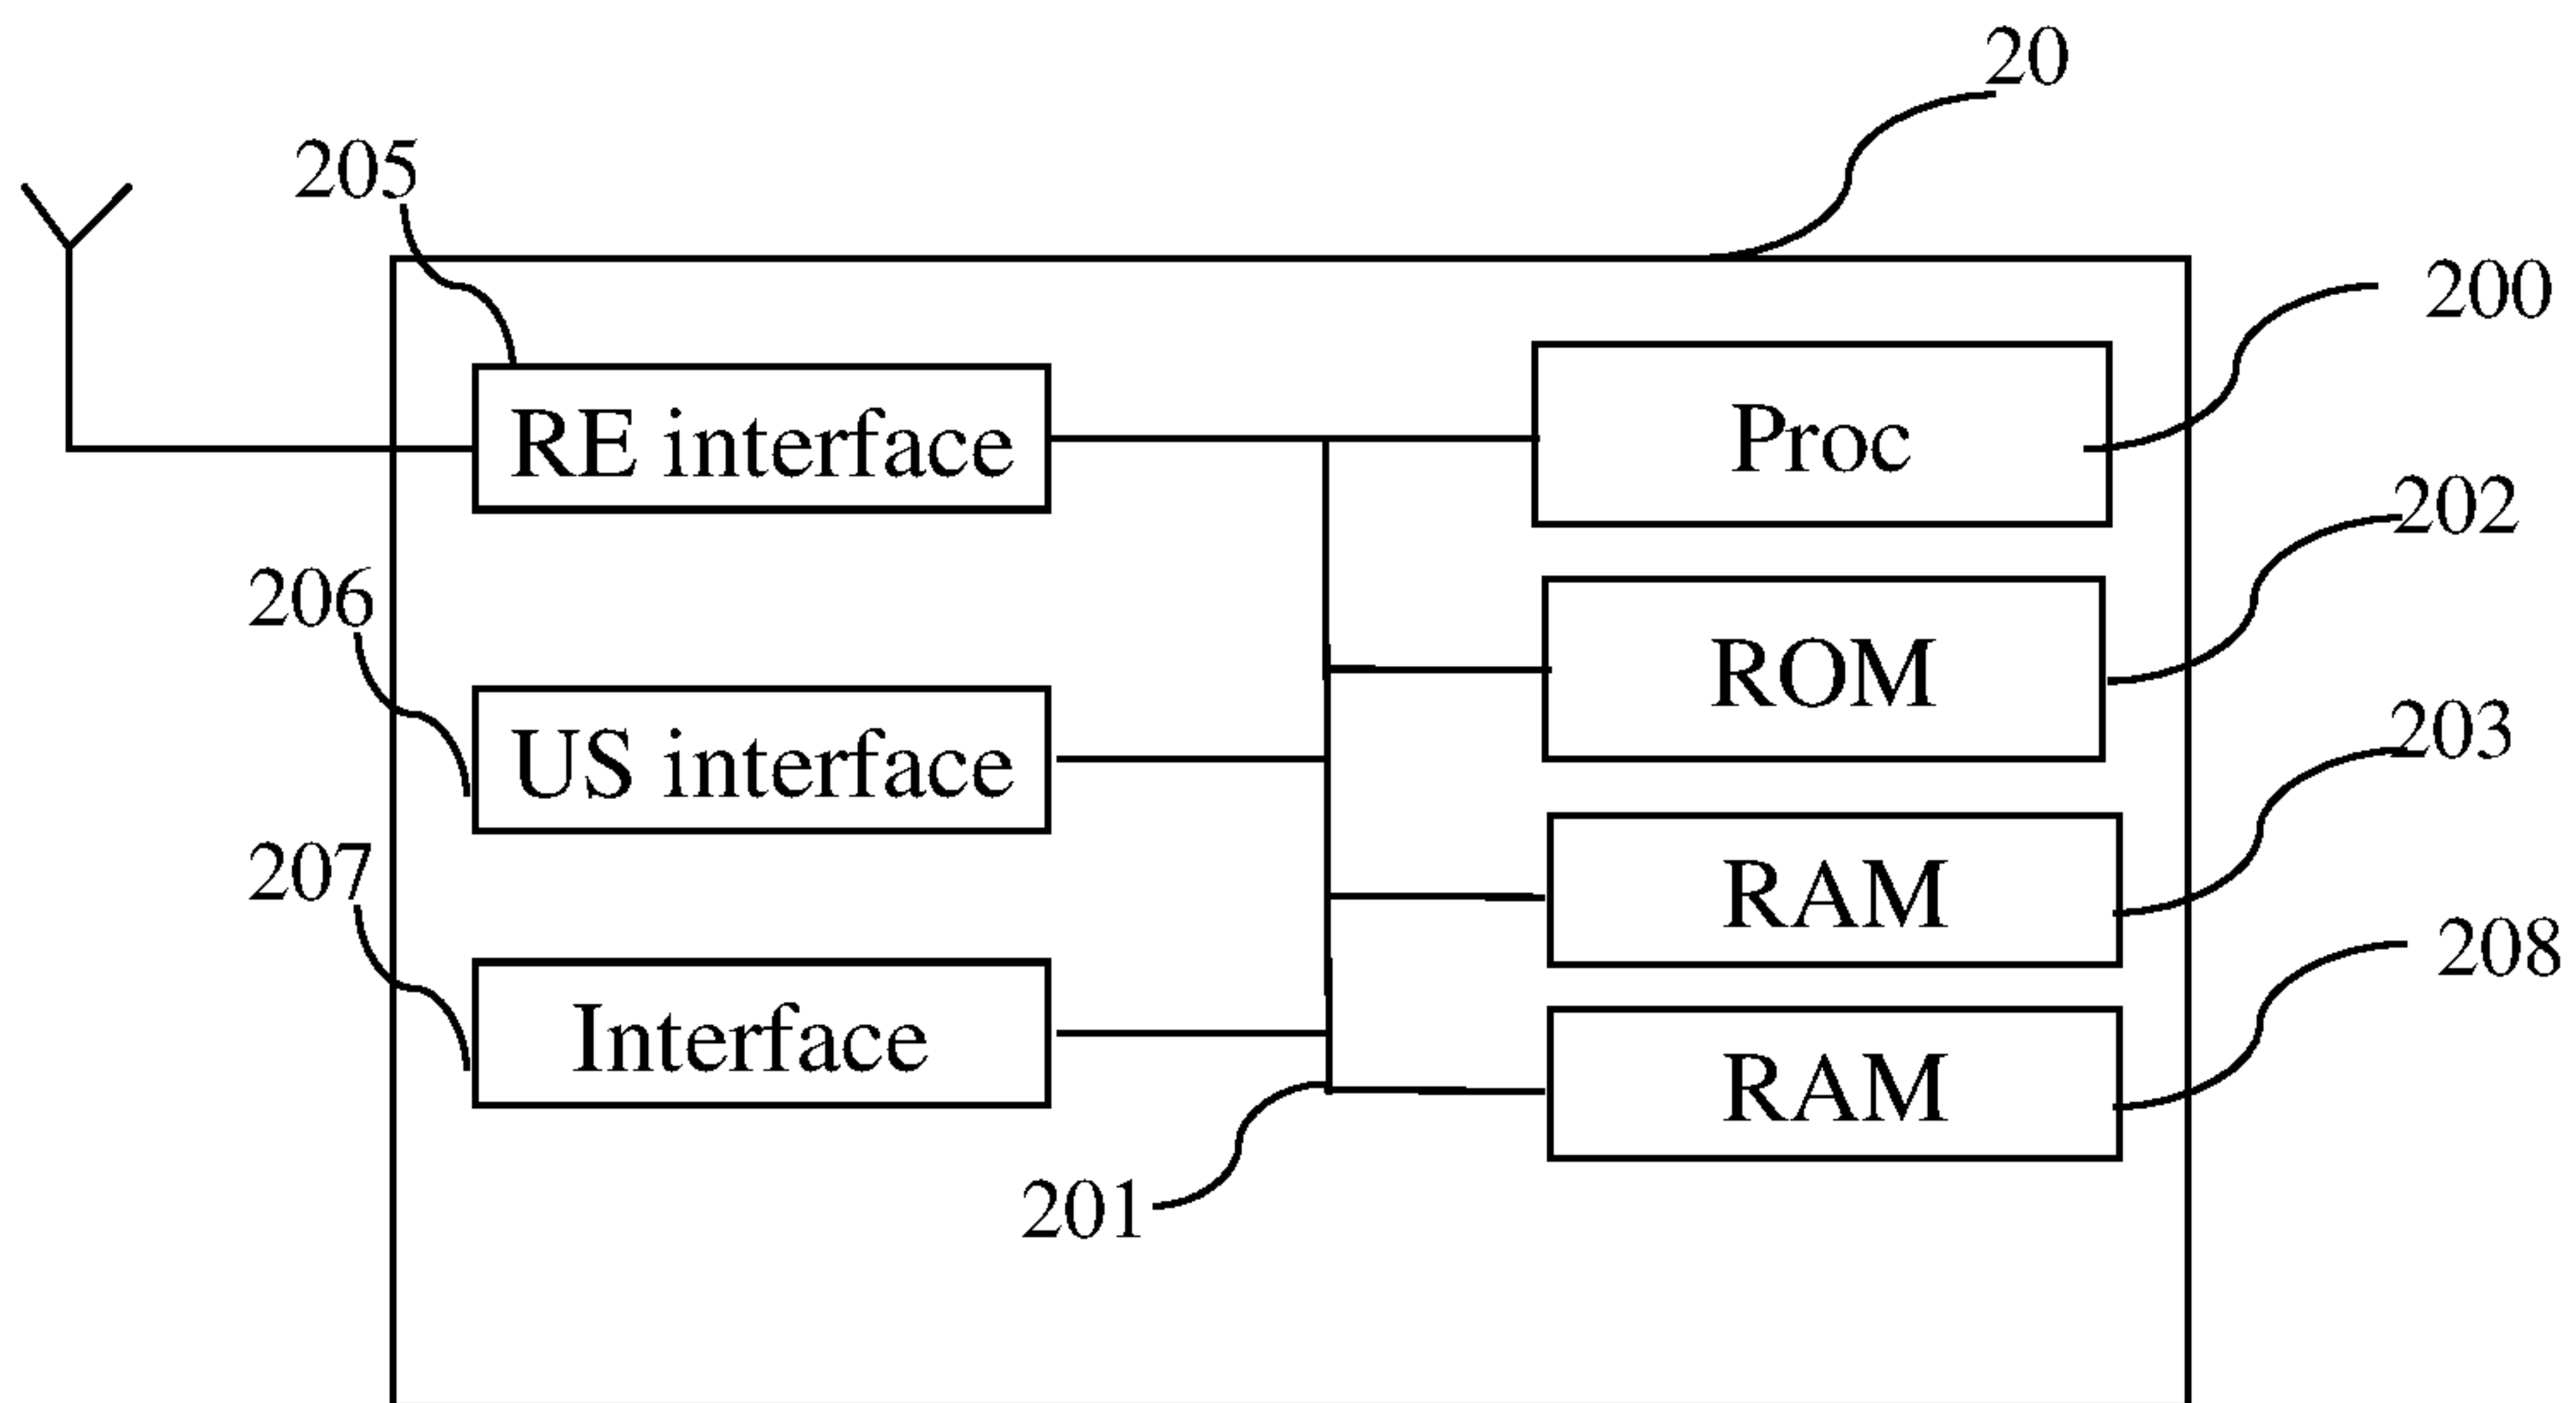 20
205
200
RE interface
Proc
202
206
ROM
US interface
203
207
RAM
208
Interface
RAM
201